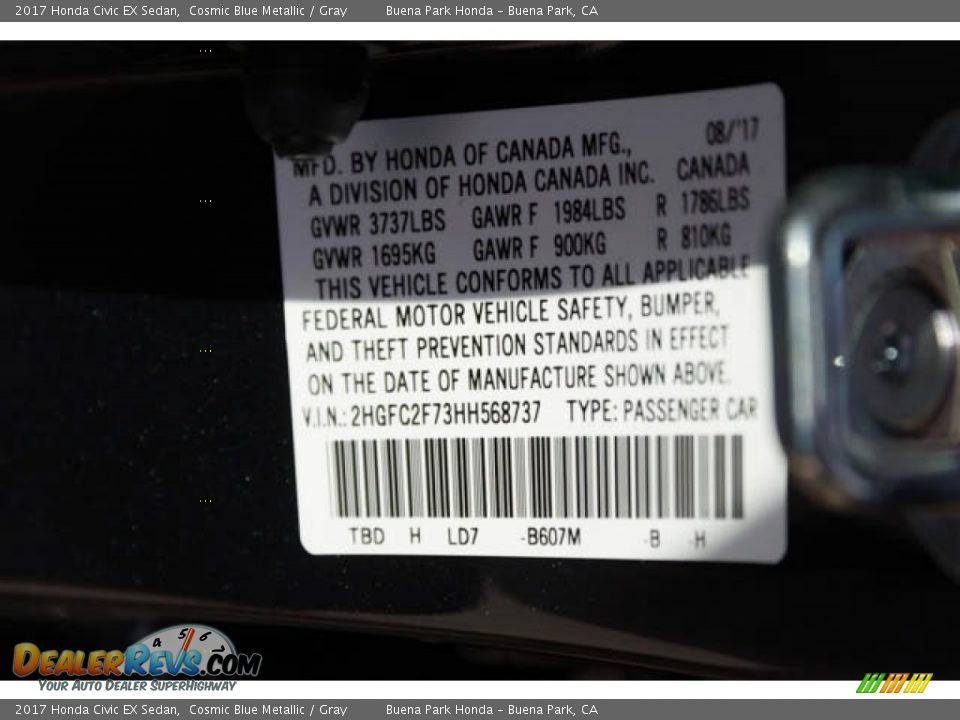 2017 Honda Civic EX Sedan, Cosmic Blue Metallic / Gray Buena Park Honda – Buena Park, CA
08/'17
MFD. BY HONDA OF CANADA MFG.,
A DIVISION OF HONDA CANADA INC. CANADA
GVWR 3737LBS GAWR F 1984LBS R 1786LBS
GVWR 1695KG GAWR F 900KG R 810KG
THIS VEHICLE CONFORMS TO ALL APPLICABLE
FEDERAL MOTOR VEHICLE SAFETY, BUMPER,
AND THEFT PREVENTION STANDARDS IN EFFECT
ON THE DATE OF MANUFACTURE SHOWN ABOVE.
V.I.N.: 2HGFC2F73HH568737 TYPE: PASSENGER CAR
TBD H LD7 -B607M -B -H
4 5 6
DEALERREVS.COM
YOUR AUTO DEALER SUPERHIGHWAY
2017 Honda Civic EX Sedan, Cosmic Blue Metallic / Gray Buena Park Honda – Buena Park, CA